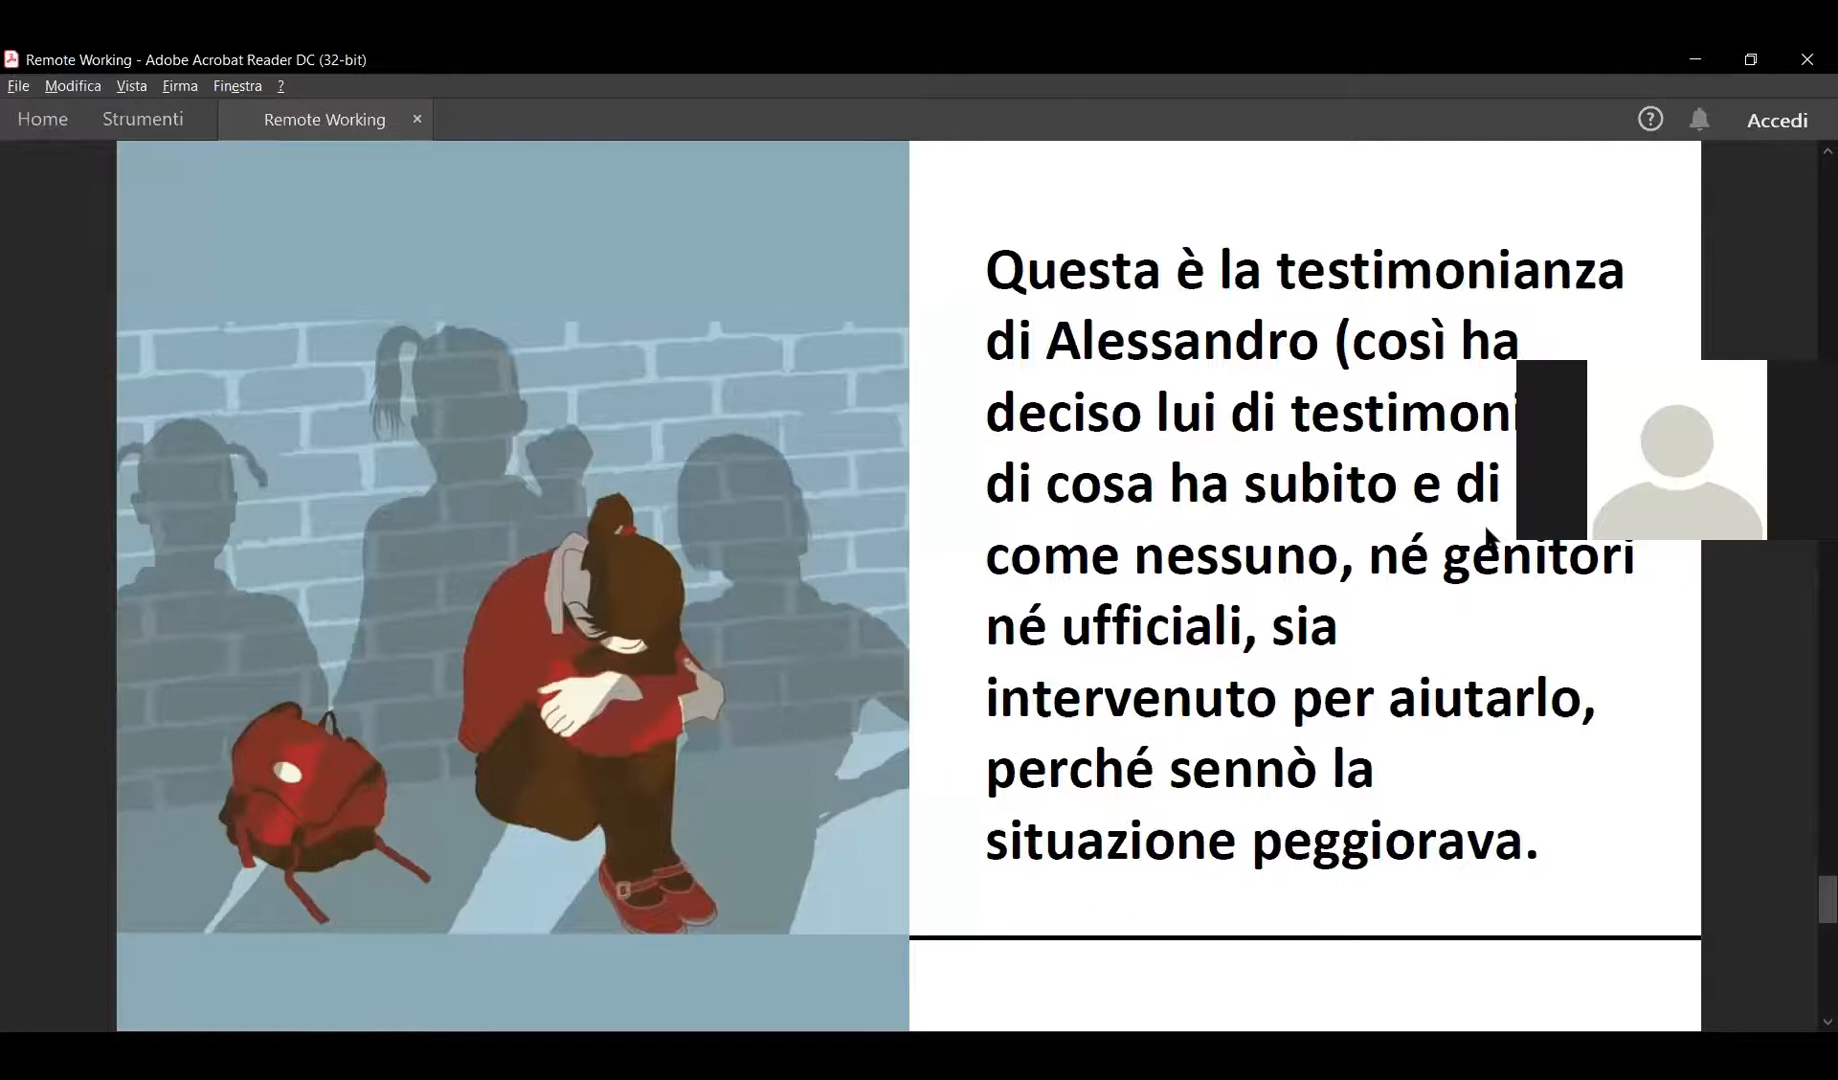 Remote Working - Adobe Acrobat Reader DC (32-bit)
File Modifica Vista Firma Finestra ?
Home Strumenti Remote Working × ? Accedi
Questa è la testimonianza
di Alessandro (così ha
deciso lui di
di cosa ha subito e di
come nessuno, né genitori
né ufficiali, sia
intervenuto per aiutarlo,
perché sennò la
situazione peggiorava.